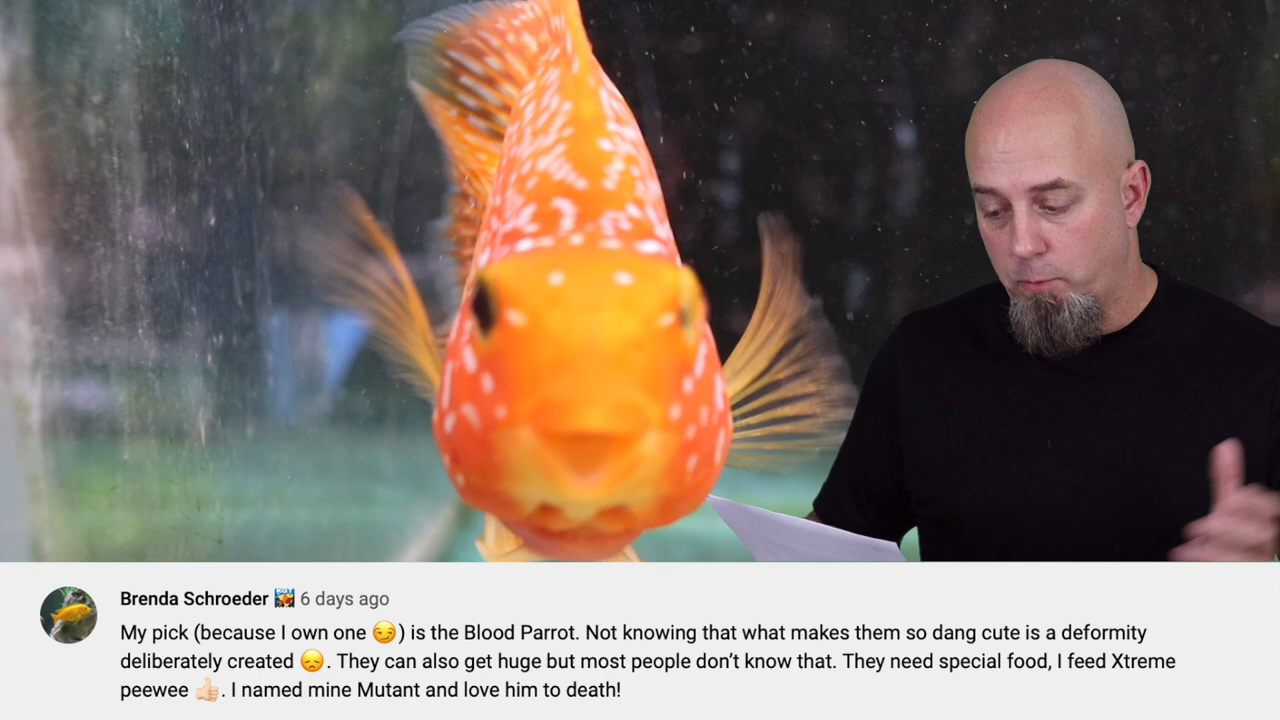 Brenda Schroeder 6 days ago
My pick (because I own one 😏) is the Blood Parrot. Not knowing that what makes them so dang cute is a deformity
deliberately created 😞. They can also get huge but most people don’t know that. They need special food, I feed Xtreme
peewee 👍🏻. I named mine Mutant and love him to death!